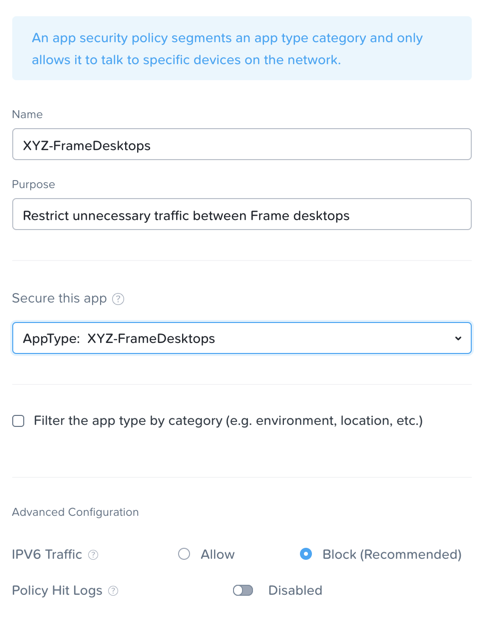 An app security policy segments an app type category and only
allows it to talk to specific devices on the network.
Name
XYZ-FrameDesktops
Purpose
Restrict unnecessary traffic between Frame desktops
Secure this app ?
AppType: XYZ-FrameDesktops
Filter the app type by category (e.g. environment, location, etc.)
Advanced Configuration
IPV6 Traffic ? Allow Block (Recommended)
Policy Hit Logs ? Disabled